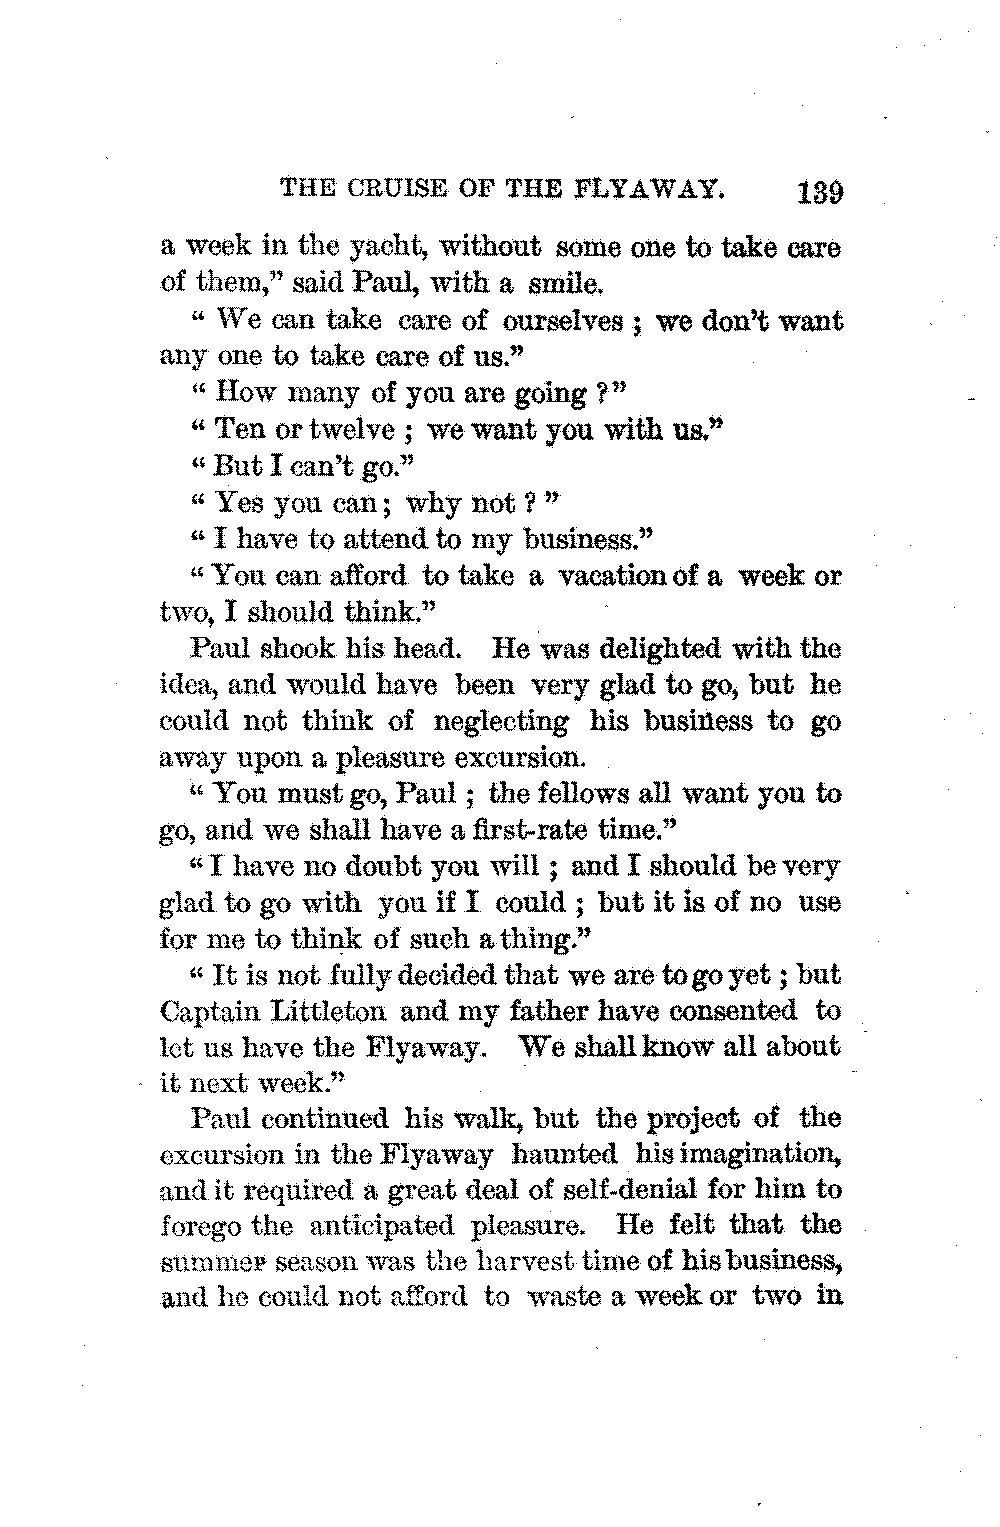 THE CRUISE OF THE FLYAWAY. 139
a week in the yacht, without some one to take care
of them," said Paul, with a smile.
" We can take care of ourselves ; we don't want
any one to take care of us."
" How many of you are going ?"
" Ten or twelve ; we want you with us."
" But I can't go."
" Yes you can ; why not ? "
" I have to attend to my business."
" You can afford to take a vacation of a week or
two, I should think."
Paul shook his head. He was delighted with the
idea, and would have been very glad to go, but he
could not think of neglecting his business to go
away upon a pleasure excursion.
" You must go, Paul ; the fellows all want you to
go, and we shall have a first-rate time."
" I have no doubt you will ; and I should be very
glad to go with you if I could ; but it is of no use
for me to think of such a thing."
" It is not fully decided that we are to go yet ; but
Captain Littleton and my father have consented to
let us have the Flyaway. We shall know all about
it next week."
Paul continued his walk, but the project of the
excursion in the Flyaway haunted his imagination,
and it required a great deal of self-denial for him to
forego the anticipated pleasure. He felt that the
summer season was the harvest time of his business,
and he could not afford to waste a week or two in